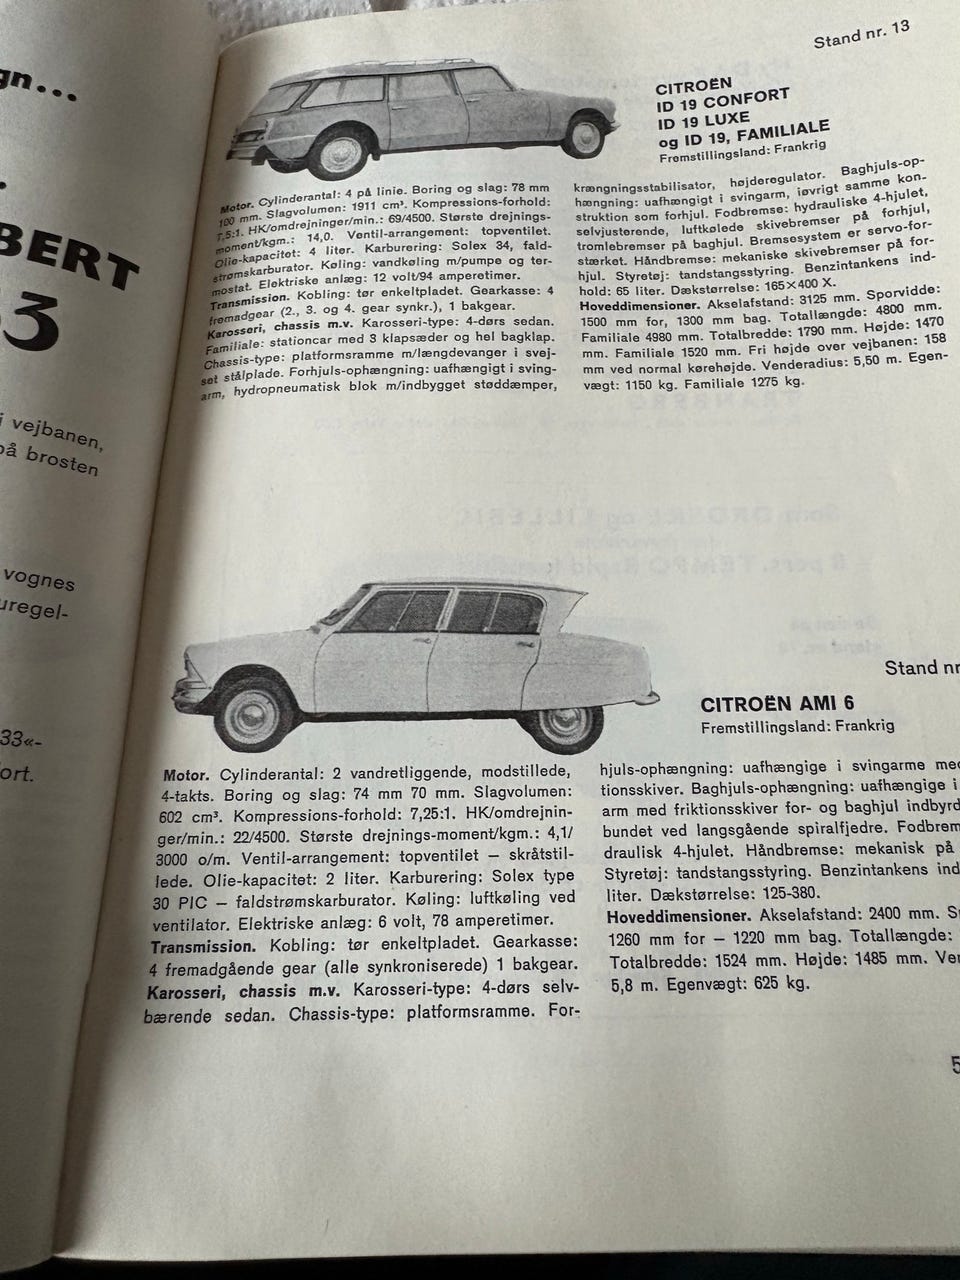 gn...
BERT
i vejbanen,
på brosten
vognes
uregel-
33«-
ort.
Stand nr. 13
CITROËN
ID 19 CONFORT
ID 19 LUXE
og ID 19, FAMILIALE
Fremstillingsland: Frankrig
Motor. Cylinderantal: 4 på linie. Boring og slag: 78 mm
100 mm. Slagvolumen: 1911 cm³. Kompressions-forhold:
7,5:1. HK/omdrejninger/min.: 69/4500. Største drejnings-
moment/kgm.: 14,0. Ventil-arrangement: topventilet.
Olie-kapacitet: 4 liter. Karburering: Solex 34, fald-
strømskarburator. Køling: vandkøling m/pumpe og ter-
mostat. Elektriske anlæg: 12 volt/94 amperetimer.
Transmission. Kobling: tør enkeltpladet. Gearkasse: 4
fremadgear (2., 3. og 4. gear synkr.), 1 bakgear.
Karosseri, chassis m.v. Karosseri-type: 4-dørs sedan.
Familiale: stationcar med 3 klapsæder og hel bagklap.
Chassis-type: platformsramme m/længdevanger i svej-
set stålplade. Forhjuls-ophængning: uafhængigt i sving-
arm, hydropneumatisk blok m/indbygget støddæmper,
krængningsstabilisator, højderegulator. Baghjuls-op-
hængning: uafhængigt i svingarm, iøvrigt samme kon-
struktion som forhjul. Fodbremse: hydrauliske 4-hjulet,
selvjusterende, luftkølede skivebremser på forhjul,
tromlebremser på baghjul. Bremsesystem er servo-for-
stærket. Håndbremse: mekaniske skivebremser på for-
hjul. Styretøj: tandstangsstyring. Benzintankens ind-
hold: 65 liter. Dækstørrelse: 165×400 X.
Hoveddimensioner. Akselafstand: 3125 mm. Sporvidde:
1500 mm for, 1300 mm bag. Totallængde: 4800 mm.
Familiale 4980 mm. Totalbredde: 1790 mm. Højde: 1470
mm. Familiale 1520 mm. Fri højde over vejbanen: 158
mm ved normal kørehøjde. Venderadius: 5,50 m. Egen-
vægt: 1150 kg. Familiale 1275 kg.
Stand nr
CITROËN AMI 6
Fremstillingsland: Frankrig
Motor. Cylinderantal: 2 vandretliggende, modstillede,
4-takts. Boring og slag: 74 mm 70 mm. Slagvolumen:
602 cm³. Kompressions-forhold: 7,25:1. HK/omdrejnin-
ger/min.: 22/4500. Største drejnings-moment/kgm.: 4,1/
3000 o/m. Ventil-arrangement: topventilet – skråtstil-
lede. Olie-kapacitet: 2 liter. Karburering: Solex type
30 PIC – faldstrømskarburator. Køling: luftkøling ved
ventilator. Elektriske anlæg: 6 volt, 78 amperetimer.
Transmission. Kobling: tør enkeltpladet. Gearkasse:
4 fremadgående gear (alle synkroniserede) 1 bakgear.
Karosseri, chassis m.v. Karosseri-type: 4-dørs selv-
bærende sedan. Chassis-type: platformsramme. For-
hjuls-ophængning: uafhængige i svingarme med
tionsskiver. Baghjuls-ophængning: uafhængige i
arm med friktionsskiver for- og baghjul indbyrd
bundet ved langsgående spiralfjedre. Fodbrem
draulisk 4-hjulet. Håndbremse: mekanisk på
Styretøj: tandstangsstyring. Benzintankens ind
liter. Dækstørrelse: 125-380.
Hoveddimensioner. Akselafstand: 2400 mm.
1260 mm for – 1220 mm bag. Totallængde:
Totalbredde: 1524 mm. Højde: 1485 mm. Ven
5,8 m. Egenvægt: 625 kg.